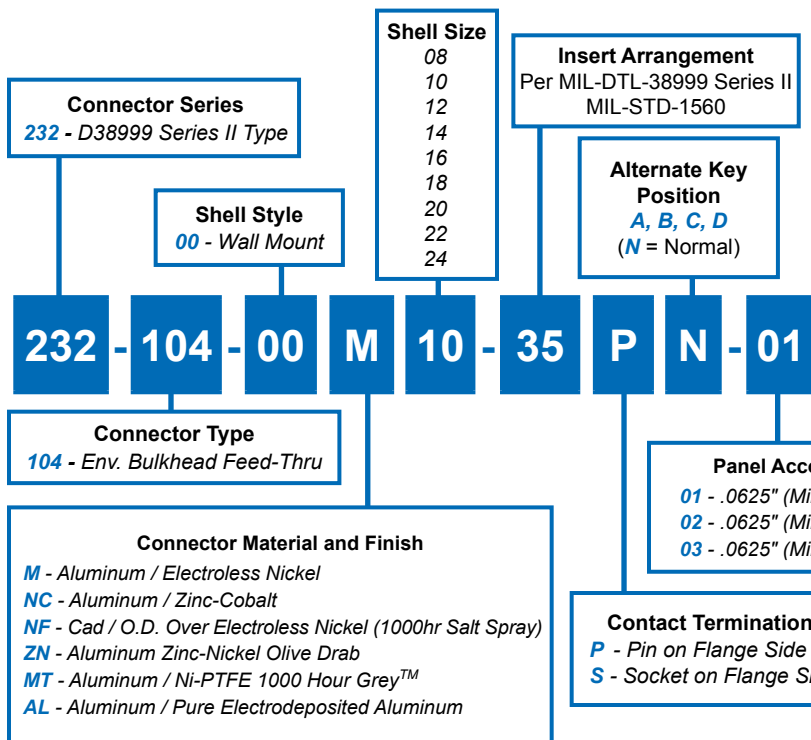 Connector Series
232 - D38999 Series II Type
Shell Style
00 - Wall Mount
Shell Size
08
10
12
14
16
18
20
22
24
Insert Arrangement
Per MIL-DTL-38999 Series II
MIL-STD-1560
Alternate Key
Position
A, B, C, D
(N = Normal)
232 - 104 - 00 M 10 - 35 P N - 01
Connector Type
104 - Env. Bulkhead Feed-Thru
Connector Material and Finish
M - Aluminum / Electroless Nickel
NC - Aluminum / Zinc-Cobalt
NF - Cad / O.D. Over Electroless Nickel (1000hr Salt Spray)
ZN - Aluminum Zinc-Nickel Olive Drab
MT - Aluminum / Ni-PTFE 1000 Hour Grey™
AL - Aluminum / Pure Electrodeposited Aluminum
Panel
01 - .0625"
02 - .0625"
03 - .0625"
Contact Termination
P - Pin on Flange Side
S - Socket on Flange